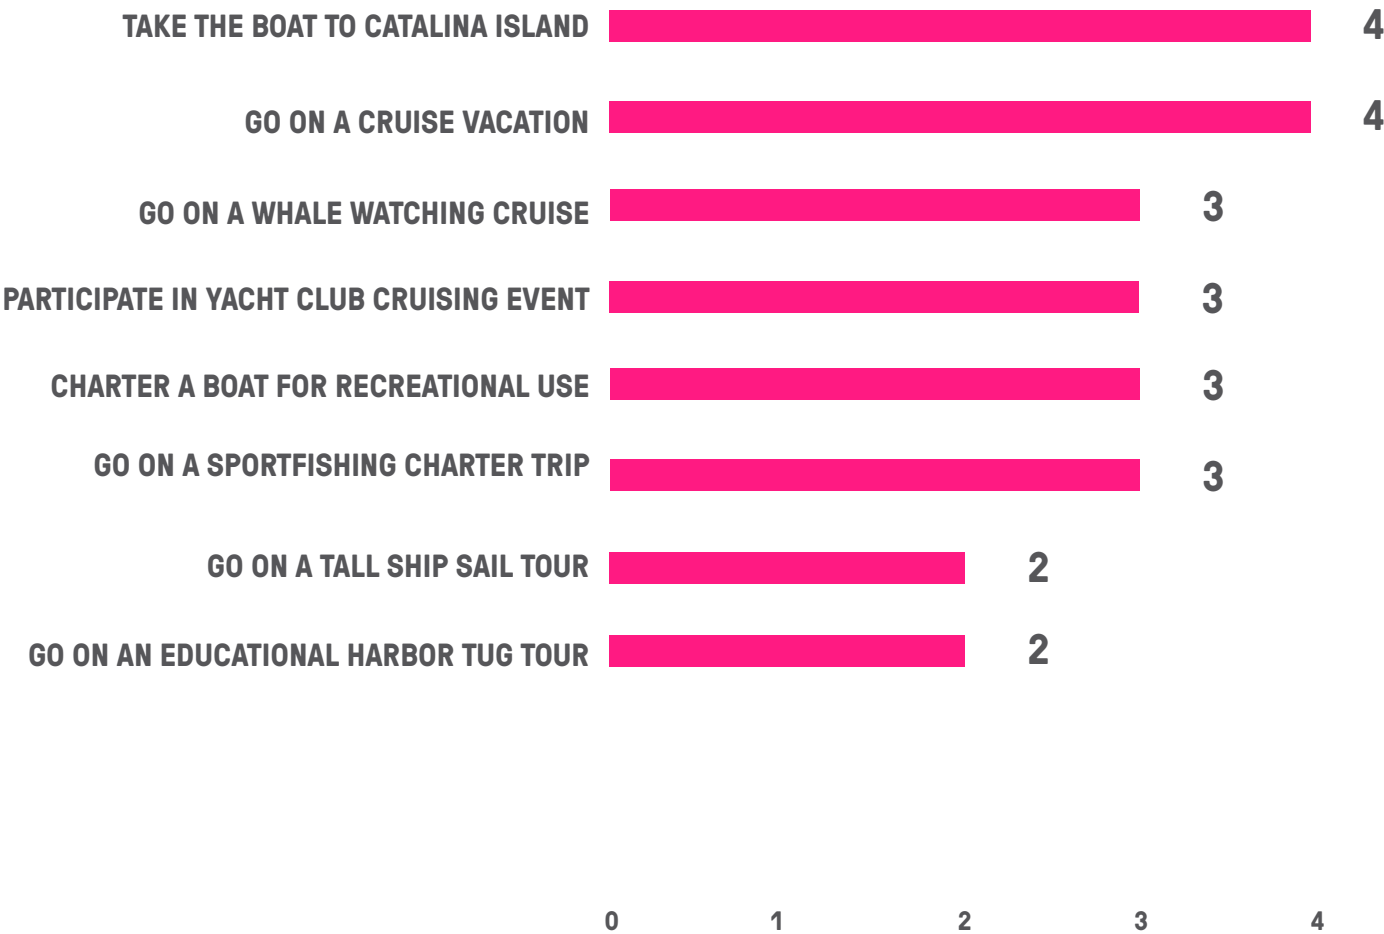 TAKE THE BOAT TO CATALINA ISLAND 4
GO ON A CRUISE VACATION 4
GO ON A WHALE WATCHING CRUISE 3
PARTICIPATE IN YACHT CLUB CRUISING EVENT 3
CHARTER A BOAT FOR RECREATIONAL USE 3
GO ON A SPORTFISHING CHARTER TRIP 3
GO ON A TALL SHIP SAIL TOUR 2
GO ON AN EDUCATIONAL HARBOR TUG TOUR 2
0 1 2 3 4